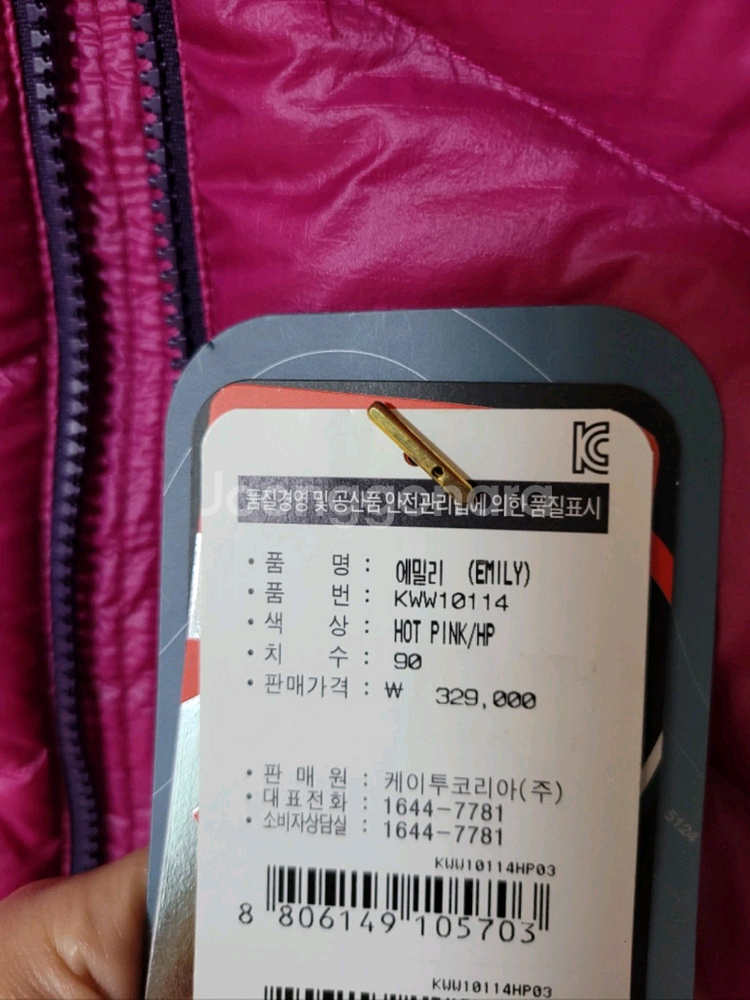 KC
품질경영 및 공산품 안전관리법에 의한 품질표시
Joonggonara
• 품 명 : 에밀리 (EMILY)
• 품 번 : KWW10114
• 색 상 : HOT PINK/HP
• 치 수 : 90
• 판매가격 : ₩ 329,000
• 판 매 원 : 케이투코리아(주)
• 대표전화 : 1644-7781
• 소비자상담실 : 1644-7781
5124
KWW10114HP03
8 806149 105703
KWW10114HP03